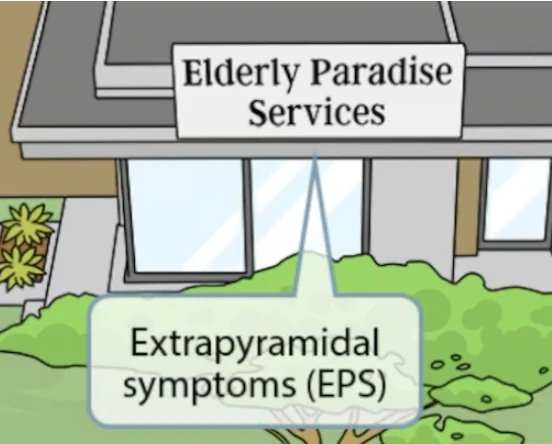 Elderly Paradise
Services
Extrapyramidal
symptoms (EPS)